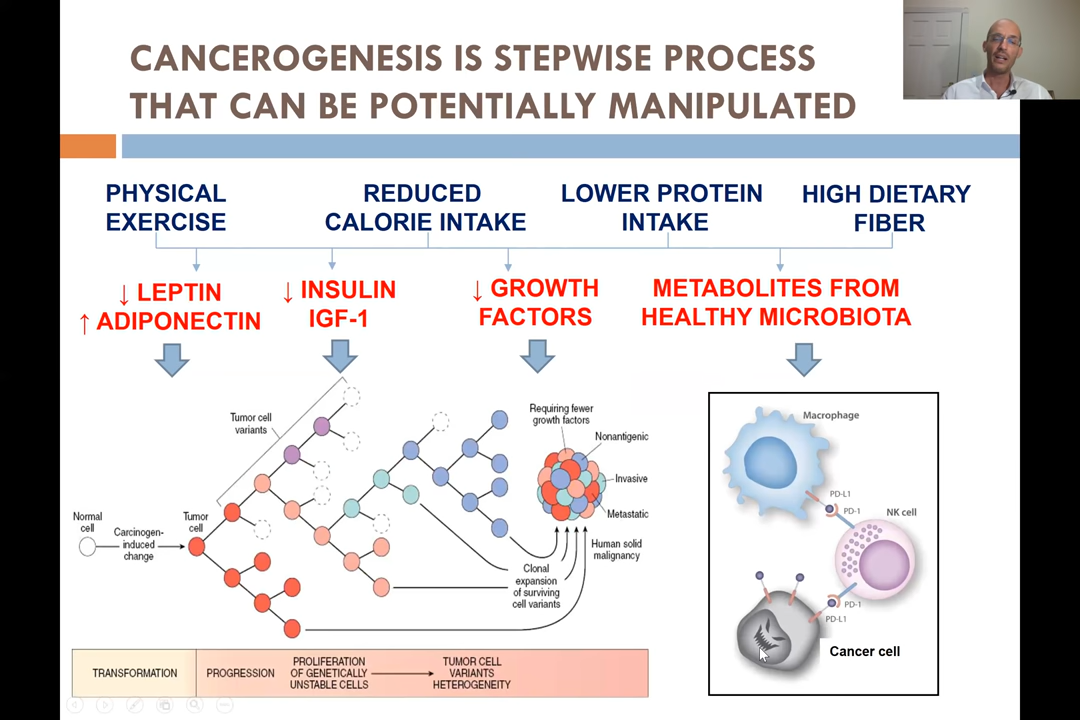 CANCEROGENESIS IS STEPWISE PROCESS
THAT CAN BE POTENTIALLY MANIPULATED
PHYSICAL
EXERCISE
REDUCED
CALORIE INTAKE
LOWER PROTEIN
INTAKE
HIGH DIETARY
FIBER
↓ LEPTIN
↑ ADIPONECTIN
↓ INSULIN
IGF-1
↓ GROWTH
FACTORS
METABOLITES FROM
HEALTHY MICROBIOTA
Tumor cell
variants
Normal
cell
Carcinogen-
induced
change
Tumor
cell
Requiring fewer
growth factors
Nonantigenic
Invasive
Metastatic
Human solid
malignancy
Clonal
expansion
of surviving
cell variants
TRANSFORMATION
PROGRESSION
PROLIFERATION
OF GENETICALLY
UNSTABLE CELLS
TUMOR CELL
VARIANTS
HETEROGENEITY
Macrophage
PD-L1
PD-1
NK cell
PD-1
PD-L1
Cancer cell